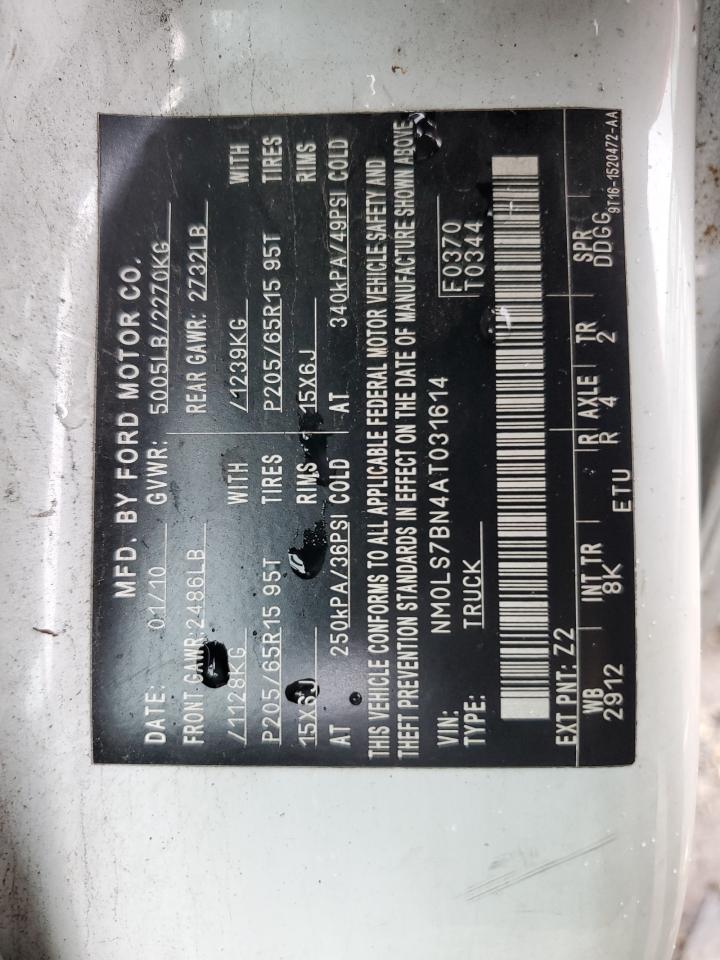 MFD. BY FORD MOTOR CO.
DATE: 01/10 GVWR: 5005LB/2270KG
FRONT GAWR:2486LB REAR GAWR: 2732LB
/1128KG WITH /1239KG WITH
P205/65R15 95T TIRES P205/65R15 95T TIRES
15X6J RIMS 15X6J RIMS
AT 250kPA/36PSI COLD AT 340kPA/49PSI COLD
THIS VEHICLE CONFORMS TO ALL APPLICABLE FEDERAL MOTOR VEHICLE SAFETY AND
THEFT PREVENTION STANDARDS IN EFFECT ON THE DATE OF MANUFACTURE SHOWN ABOVE
VIN: NM0LS7BN4AT031614 F0370
TYPE: TRUCK T0344
EXT PNT: Z2
WB INT TR R AXLE TR SPR
2912 8K R 4 2 DDGG
ETU 9T16-1520472-AA